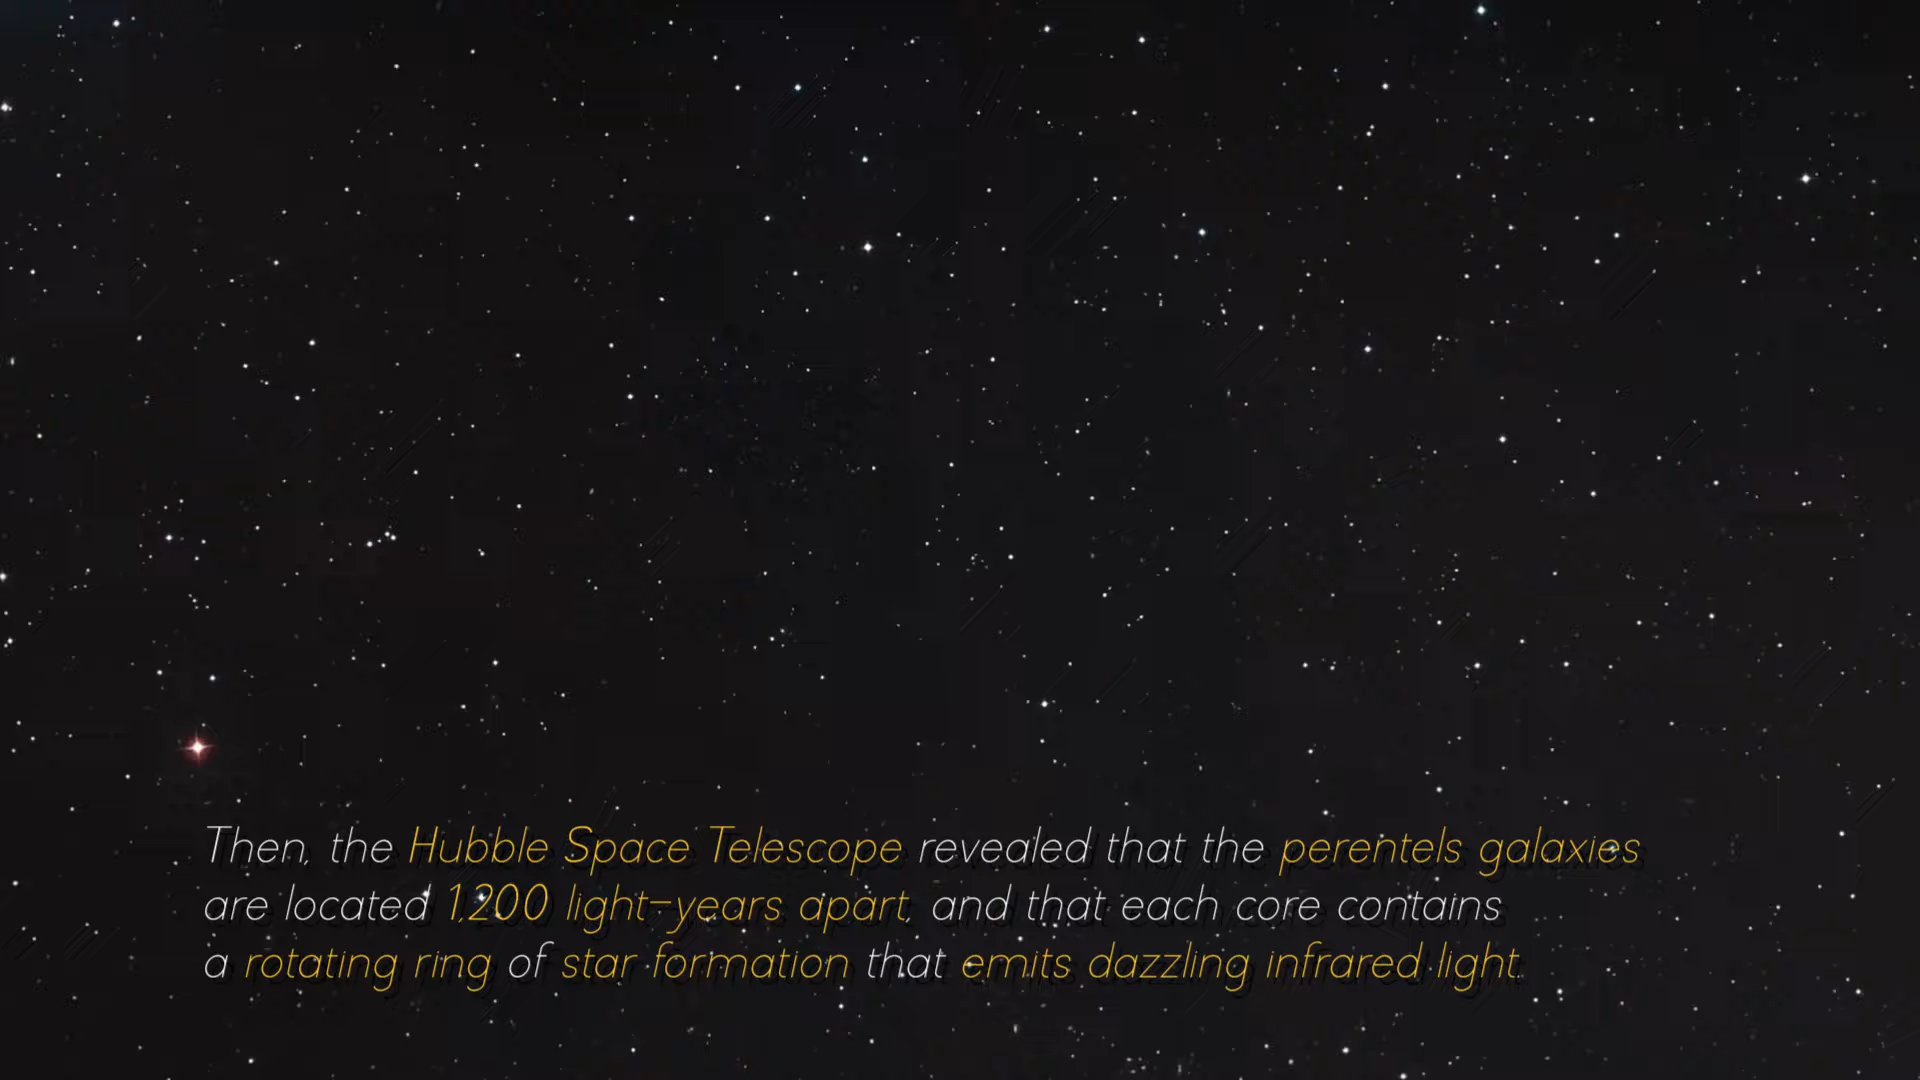 Then, the Hubble Space Telescope revealed that the perentels galaxies
are located 1,200 light-years apart, and that each core contains
a rotating ring of star formation that emits dazzling infrared light.